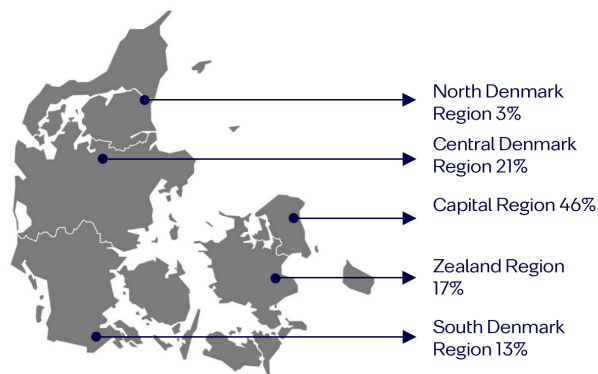 North Denmark
Region 3%
Central Denmark
Region 21%
Capital Region 46%
Zealand Region
17%
South Denmark
Region 13%